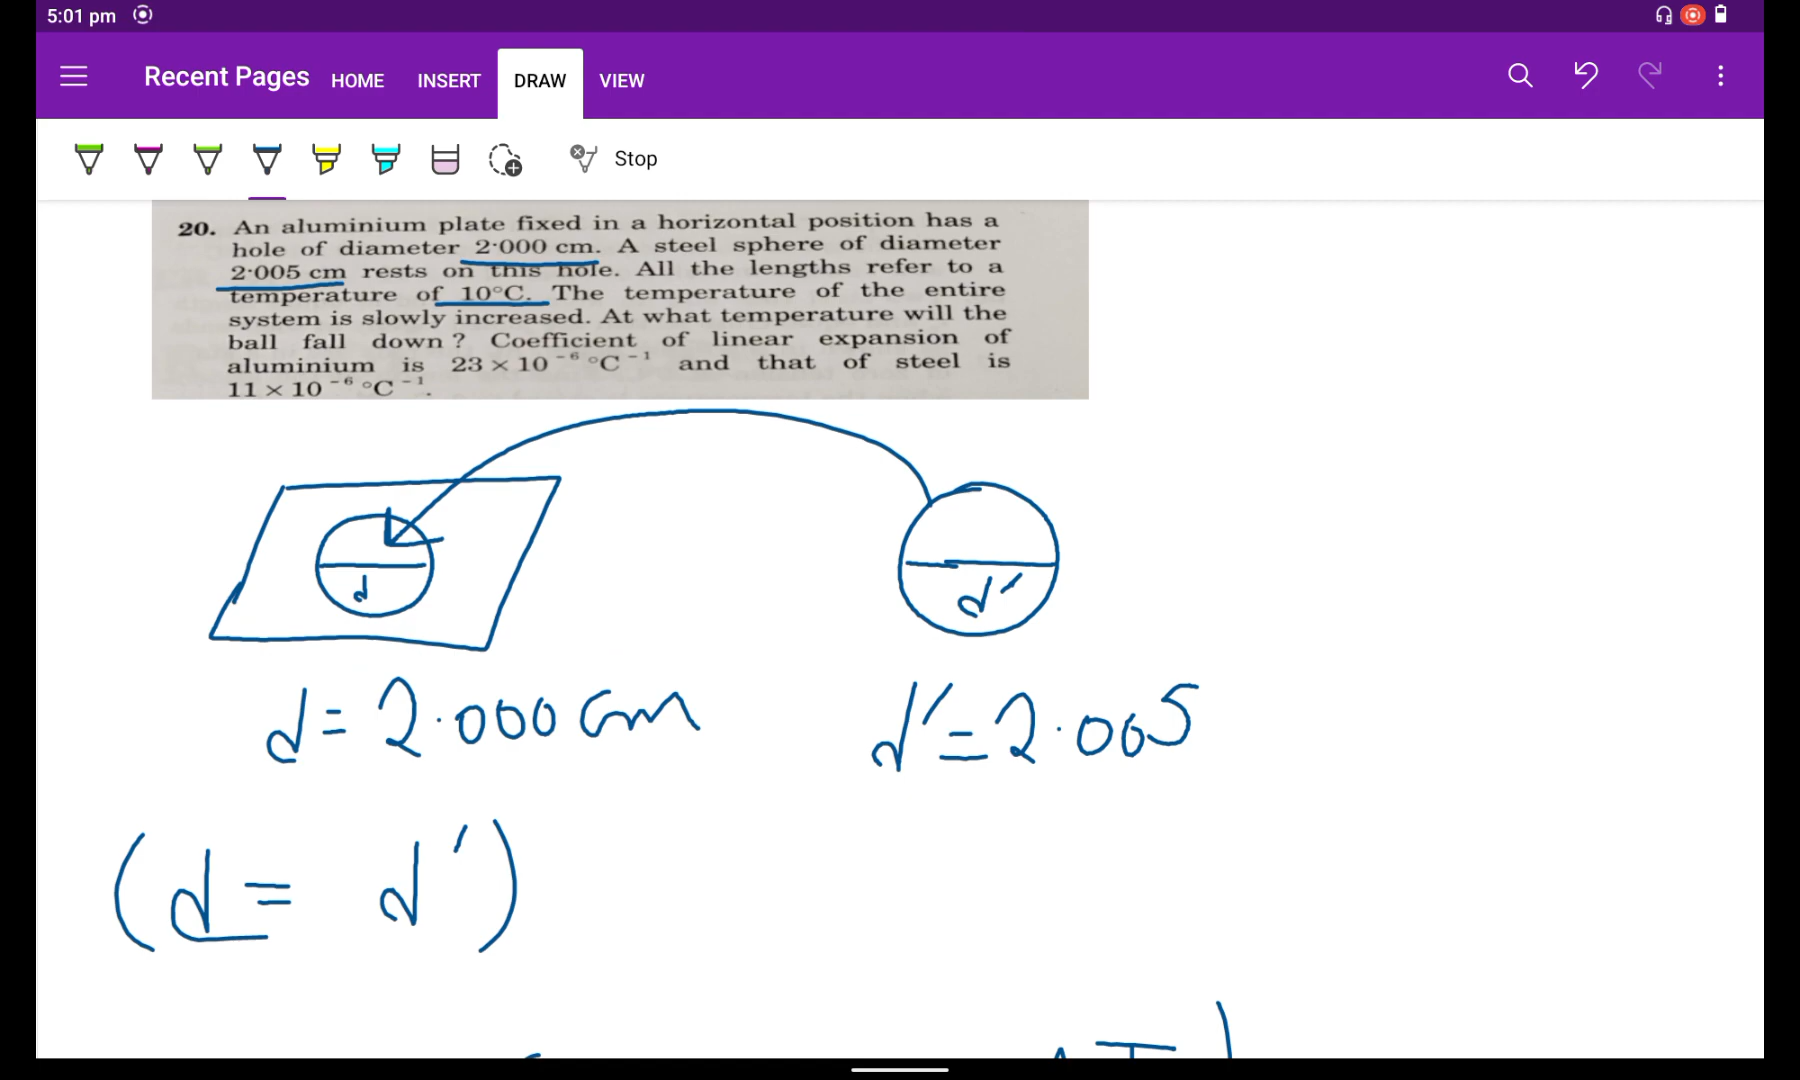 5:01 pm
Recent Pages HOME INSERT DRAW VIEW
Stop
20. An aluminium plate fixed in a horizontal position has a
hole of diameter 2·000 cm. A steel sphere of diameter
2·005 cm rests on this hole. All the lengths refer to a
temperature of 10°C. The temperature of the entire
system is slowly increased. At what temperature will the
ball fall down ? Coefficient of linear expansion of
aluminium is 23 × 10⁻⁶ °C⁻¹ and that of steel is
11 × 10⁻⁶ °C⁻¹.
d
d'
d = 2.000 cm
d' = 2.005
(d = d')